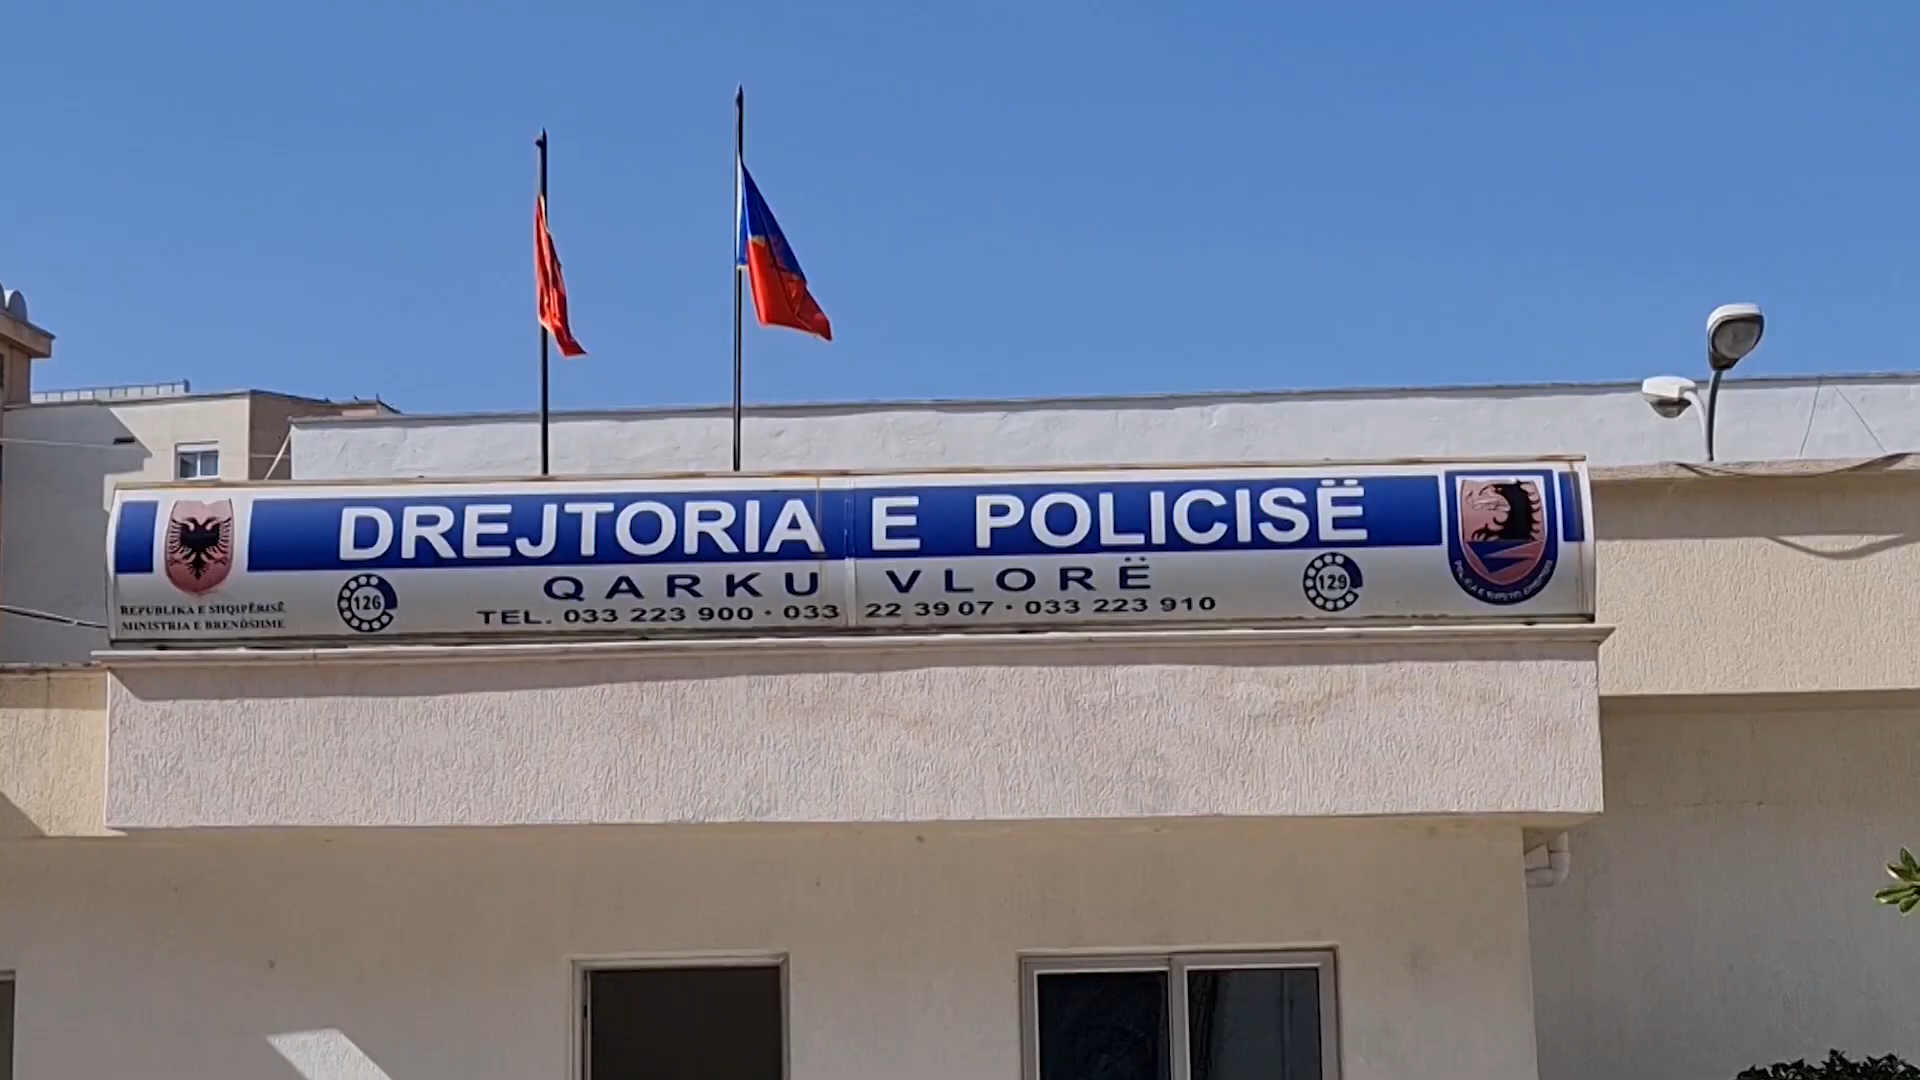 DREJTORIA E POLICISË
QARKU VLORË
TEL. 033 223 900 · 033 22 39 07 · 033 223 910
REPUBLIKA E SHQIPËRISË
MINISTRIA E BRENDSHME
126
129